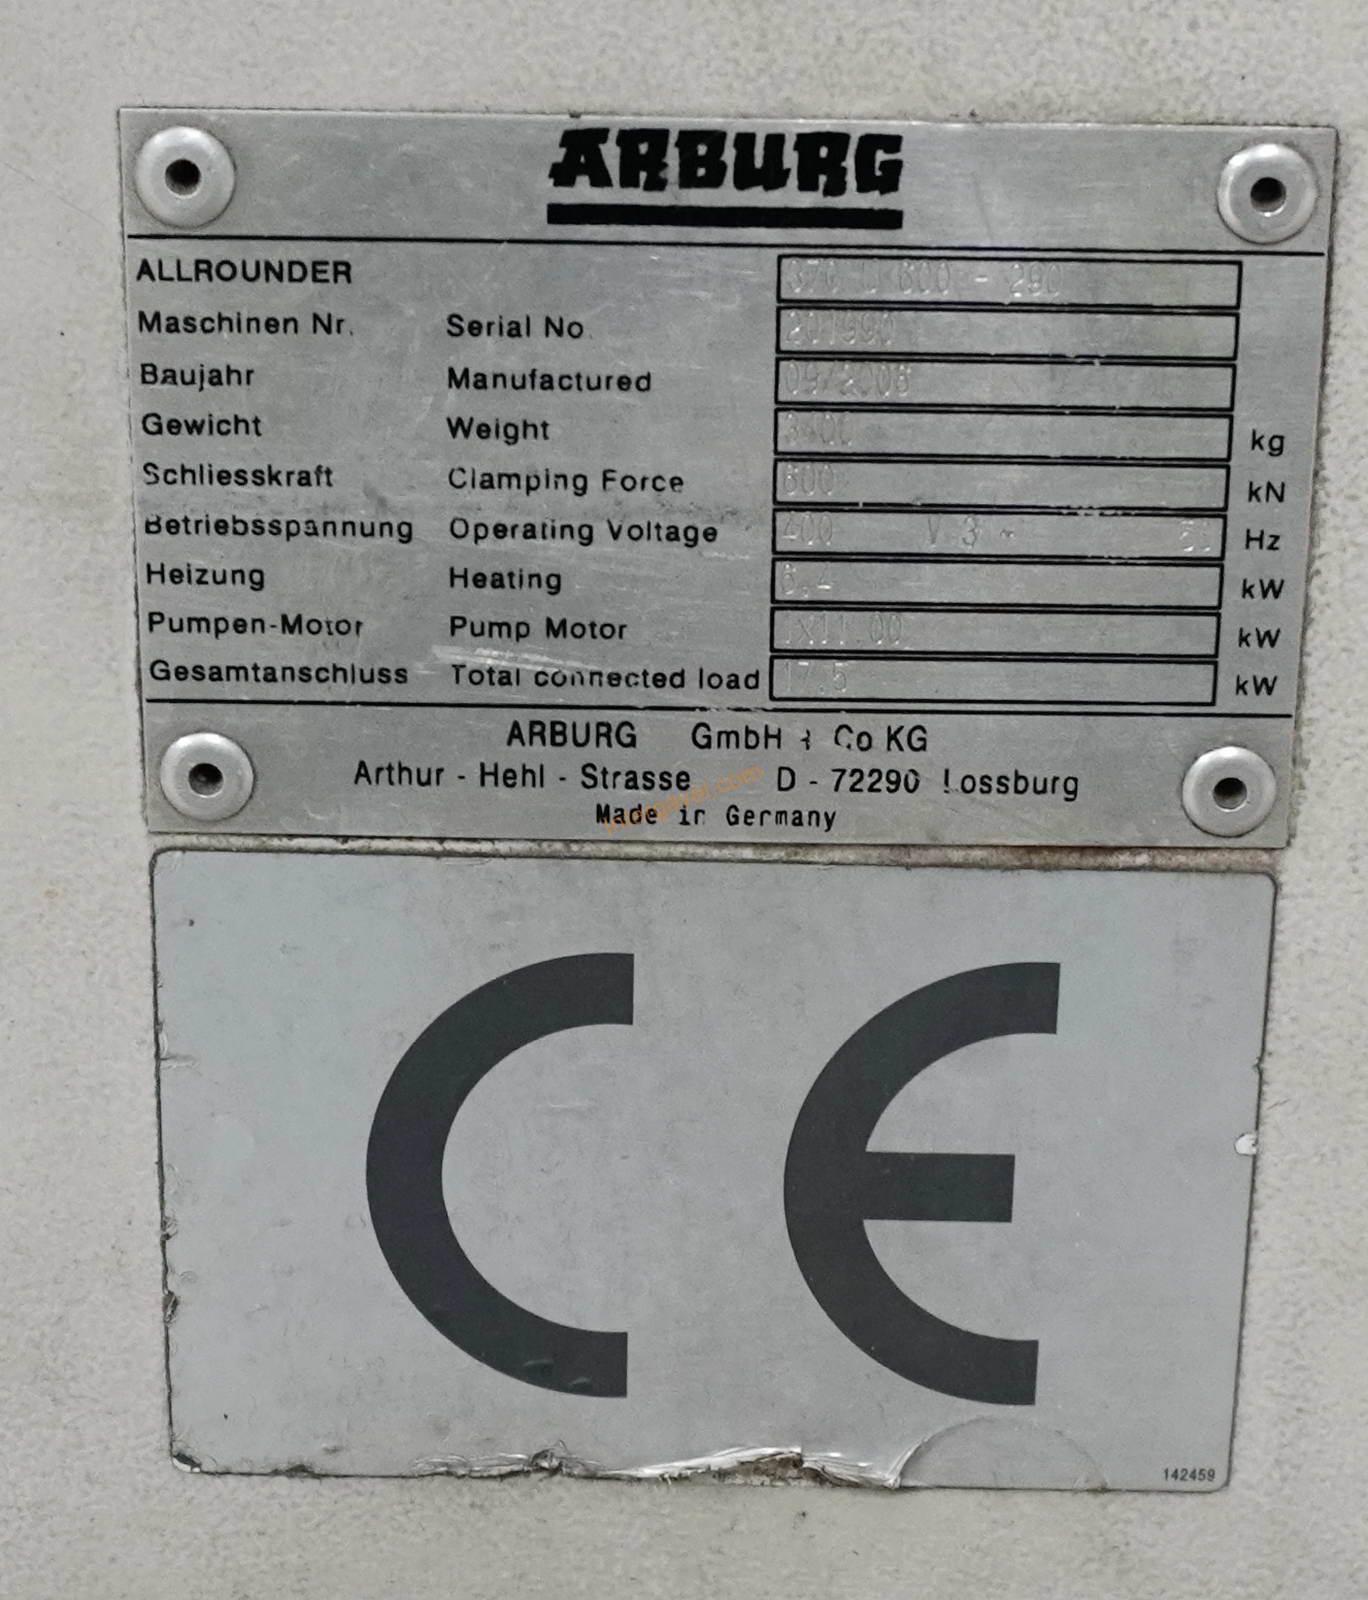 ARBURG
ALLROUNDER 370 U 600 - 290
Maschinen Nr. Serial No. 201990
Baujahr Manufactured 09/2006
Gewicht Weight 3400 kg
Schliesskraft Clamping Force 600 kN
Betriebsspannung Operating Voltage 400 V 3 ~ 50 Hz
Heizung Heating 6,4 kW
Pumpen-Motor Pump Motor 1x11.00 kW
Gesamtanschluss Total connected load 17,5 kW
ARBURG GmbH + Co KG
Arthur - Hehl - Strasse D - 72290 Lossburg
Made in Germany
CE
142459